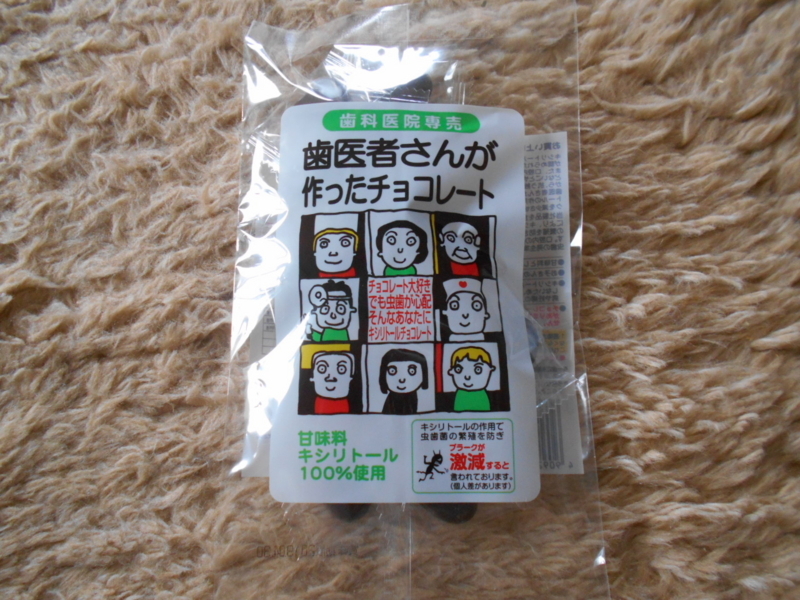 歯科医院専売
歯医者さんが
作ったチョコレート
チョコレート大好き
でも虫歯が心配
そんなあなたに
キシリトールチョコレート
甘味料
キシリトール
100%使用
キシリトールの作用で
虫歯菌の繁殖を防ぎ
プラークが
激減すると
言われております。
(個人差があります)